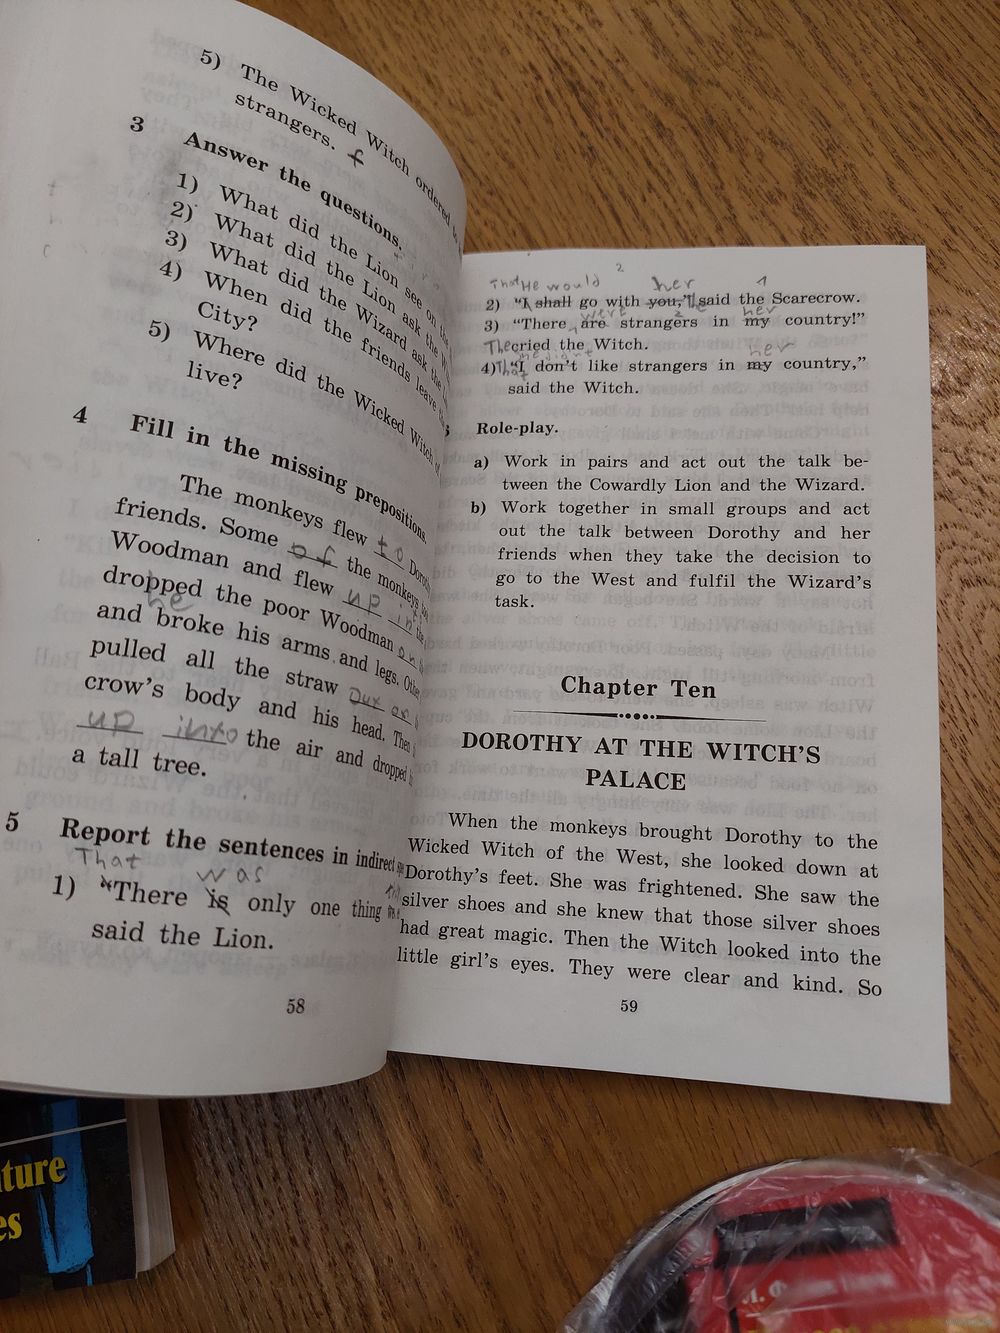 5) The Wicked Witch ordered
strangers. f
3 Answer the questions.
1) What did the Lion see on the
2) What did the Lion ask the
3) What did the Wizard ask the
4) When did the friends leave
City?
5) Where did the Wicked Witch of
live?
4 Fill in the missing prepositions.
The monkeys flew to Dorothy
friends. Some of the monkeys
Woodman and flew up in the
dropped the poor Woodman on
he
and broke his arms and legs.
pulled all the straw out of
crow's body and his head. Then
up into the air and dropped
a tall tree.
5 Report the sentences in indirect
That was
1) "There is only one thing
said the Lion.
58
That He would 2 her 1
2) "I shall go with you," said the Scarecrow.
were her
3) "There are strangers in my country!"
The cried the Witch.
her
4) That "I don't like strangers in my country,"
said the Witch.
Role-play.
a) Work in pairs and act out the talk be-
tween the Cowardly Lion and the Wizard.
b) Work together in small groups and act
out the talk between Dorothy and her
friends when they take the decision to
go to the West and fulfil the Wizard's
task.
Chapter Ten
DOROTHY AT THE WITCH'S
PALACE
When the monkeys brought Dorothy to the
Wicked Witch of the West, she looked down at
Dorothy's feet. She was frightened. She saw the
silver shoes and she knew that those silver shoes
had great magic. Then the Witch looked into the
little girl's eyes. They were clear and kind. So
59
ture
es